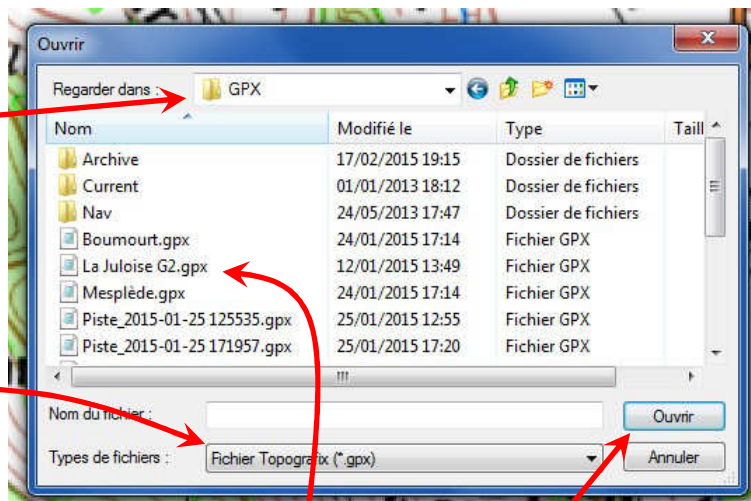 Ouvrir
Regarder dans : GPX
Nom Modifié le Type Taill
Archive 17/02/2015 19:15 Dossier de fichiers
Current 01/01/2013 18:12 Dossier de fichiers
Nav 24/05/2013 17:47 Dossier de fichiers
Boumourt.gpx 24/01/2015 17:14 Fichier GPX
La Juloise G2.gpx 12/01/2015 13:49 Fichier GPX
Mesplède.gpx 24/01/2015 17:14 Fichier GPX
Piste_2015-01-25 125535.gpx 25/01/2015 12:55 Fichier GPX
Piste_2015-01-25 171957.gpx 25/01/2015 17:20 Fichier GPX
Nom du fichier : Ouvrir
Types de fichiers : Fichier Topografix (*.gpx) Annuler